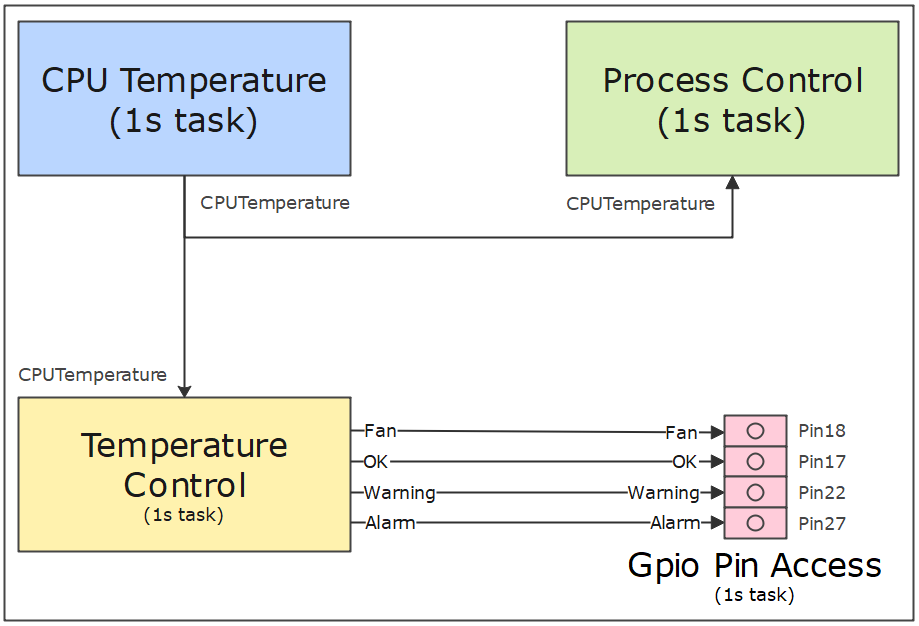 CPU Temperature
(1s task)
Process Control
(1s task)
CPUTemperature
CPUTemperature
CPUTemperature
Temperature
Control
(1s task)
Fan
Fan
Pin18
OK
OK
Pin17
Warning
Warning
Pin22
Alarm
Alarm
Pin27
Gpio Pin Access
(1s task)